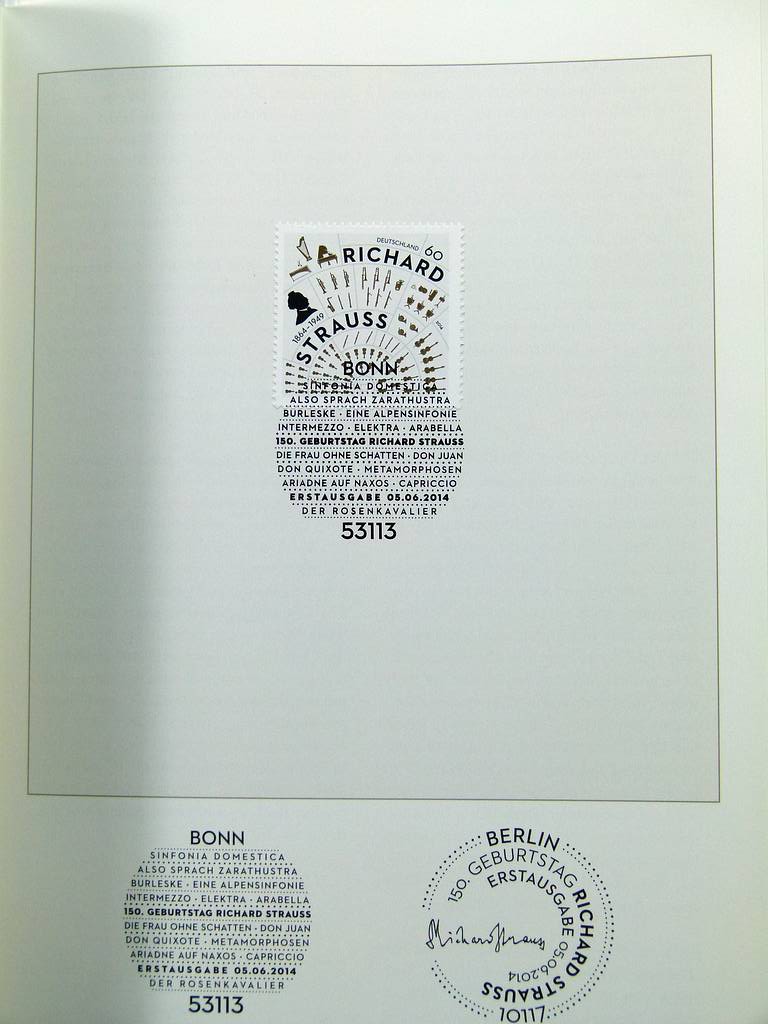 DEUTSCHLAND 60
RICHARD
STRAUSS
1864–1949
2014
BONN
SINFONIA DOMESTICA
ALSO SPRACH ZARATHUSTRA
BURLESKE · EINE ALPENSINFONIE
INTERMEZZO · ELEKTRA · ARABELLA
150. GEBURTSTAG RICHARD STRAUSS
DIE FRAU OHNE SCHATTEN · DON JUAN
DON QUIXOTE · METAMORPHOSEN
ARIADNE AUF NAXOS · CAPRICCIO
ERSTAUSGABE 05.06.2014
DER ROSENKAVALIER
53113
BONN
SINFONIA DOMESTICA
ALSO SPRACH ZARATHUSTRA
BURLESKE · EINE ALPENSINFONIE
INTERMEZZO · ELEKTRA · ARABELLA
150. GEBURTSTAG RICHARD STRAUSS
DIE FRAU OHNE SCHATTEN · DON JUAN
DON QUIXOTE · METAMORPHOSEN
ARIADNE AUF NAXOS · CAPRICCIO
ERSTAUSGABE 05.06.2014
DER ROSENKAVALIER
53113
BERLIN
150. GEBURTSTAG RICHARD STRAUSS
ERSTAUSGABE 05.06.2014
Richard Strauss
10117